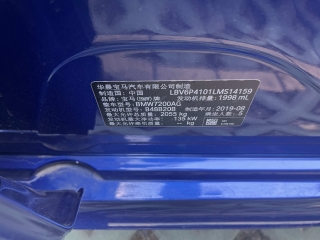 华晨宝马汽车有限公司制造
制造国：中国 LBV6P4101LMS14159
品牌：宝马(BMW)牌 发动机排量：1998 mL
整车型号：BMW7200AG
发动机型号：B48B20B 制造年月：2019-08
最大允许总质量：2055 kg 乘坐人数：5
发动机最大净功率：135 kW
-- kg